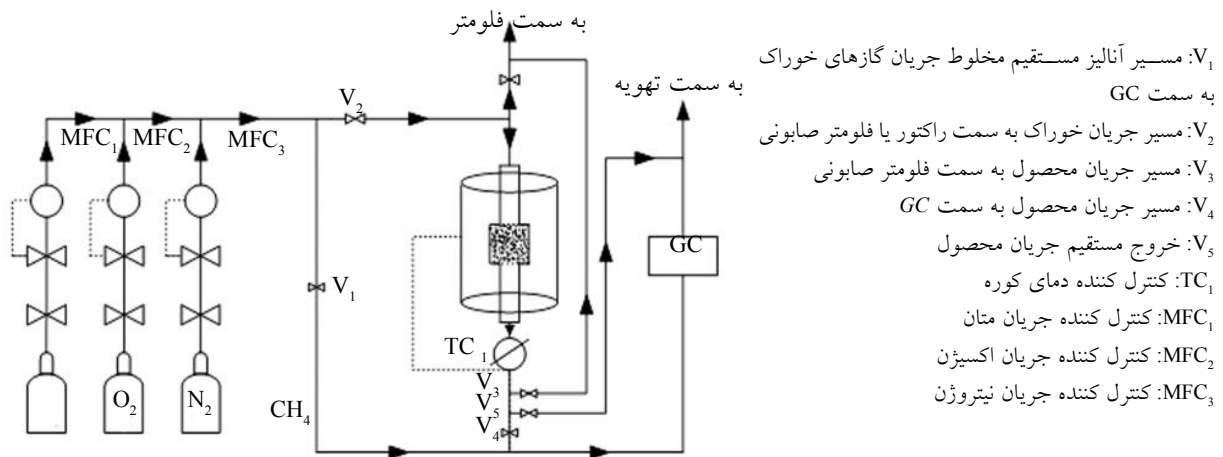 به سمت فلومتر
به سمت تهویه
V₂
MFC₁
MFC₂
MFC₃
GC
V₁
TC ₁
V₃
V₅
V₄
O₂
N₂
CH₄
V₁: مســیر آنالیز مســتقیم مخلوط جریان گازهای خوراک
به سمت GC
V₂: مسیر جریان خوراک به سمت راکتور یا فلومتر صابونی
V₃: مسیر جریان محصول به سمت فلومتر صابونی
V₄: مسیر جریان محصول به سمت GC
V₅: خروج مستقیم جریان محصول
TC₁: کنترل کننده دمای کوره
MFC₁: کنترل کننده جریان متان
MFC₂: کنترل کننده جریان اکسیژن
MFC₃: کنترل کننده جریان نیتروژن